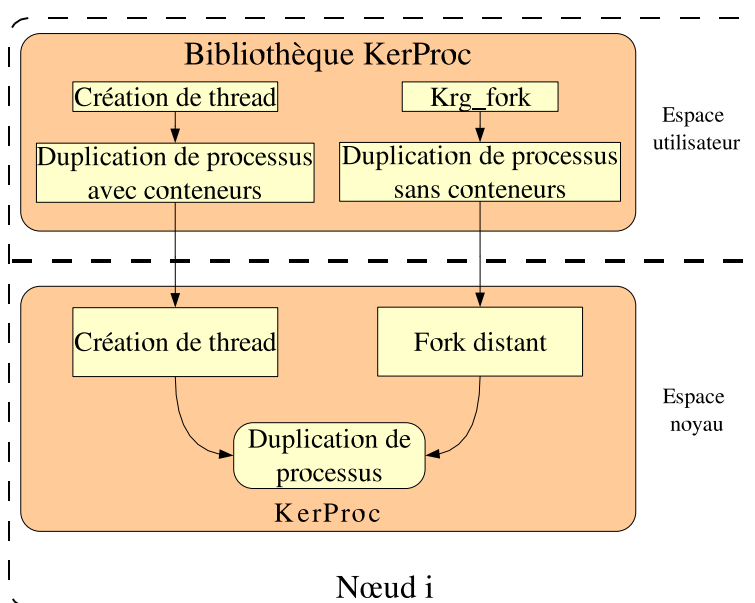 Bibliothèque KerProc
Création de thread
Krg_fork
Duplication de processus
avec conteneurs
Duplication de processus
sans conteneurs
Espace
utilisateur
Création de thread
Fork distant
Duplication de
processus
KerProc
Espace
noyau
Nœud i